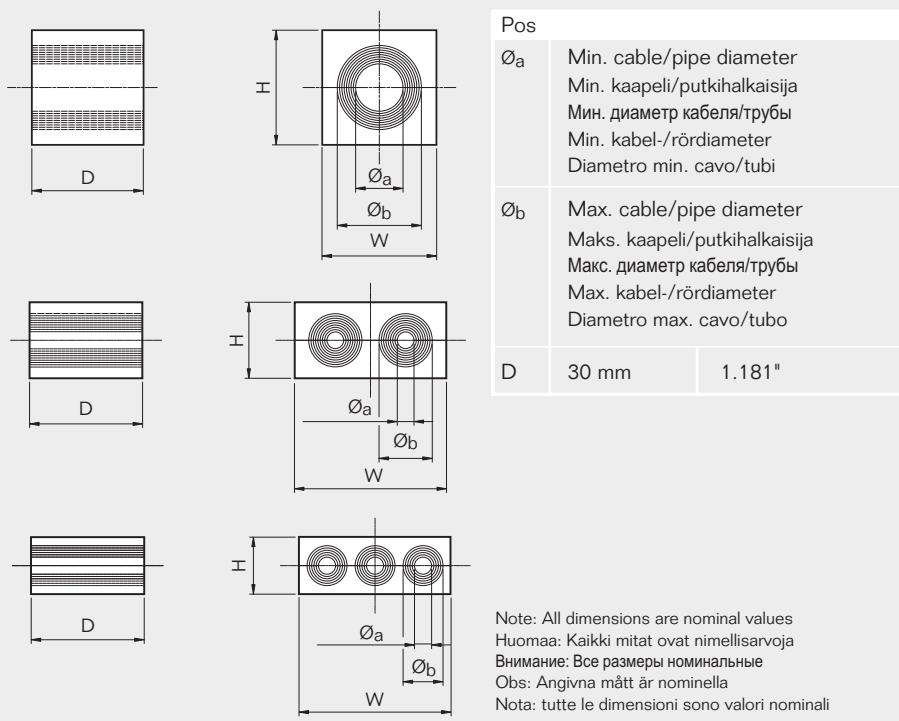 D
H
Øa
Øb
W
D
H
Øa
Øb
W
D
H
Øa
Øb
W
Pos
Øa Min. cable/pipe diameter
Min. kaapeli/putkihalkaisija
Мин. диаметр кабеля/трубы
Min. kabel-/rördiameter
Diametro min. cavo/tubi
Øb Max. cable/pipe diameter
Maks. kaapeli/putkihalkaisija
Макс. диаметр кабеля/трубы
Max. kabel-/rördiameter
Diametro max. cavo/tubo
D 30 mm 1.181"
Note: All dimensions are nominal values
Huomaa: Kaikki mitat ovat nimellisarvoja
Внимание: Все размеры номинальные
Obs: Angivna mått är nominella
Nota: tutte le dimensioni sono valori nominali